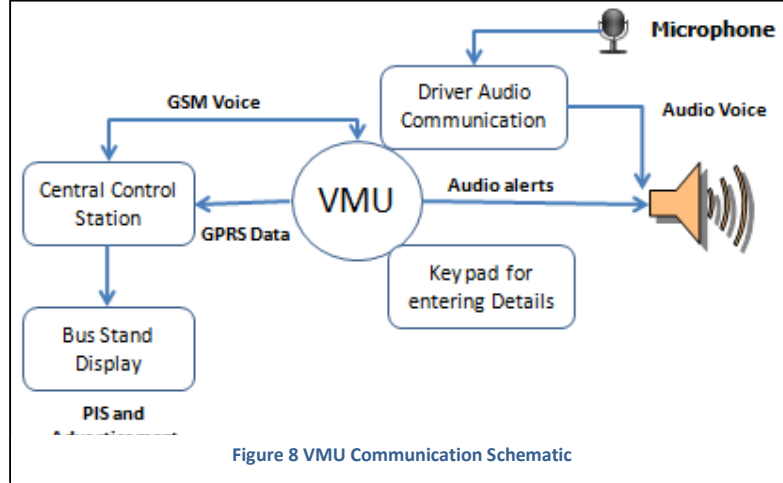 Microphone
Driver Audio
Communication
GSM Voice
Audio Voice
Central Control
Station
VMU
Audio alerts
GPRS Data
Keypad for
entering Details
Bus Stand
Display
PIS and
Figure 8 VMU Communication Schematic